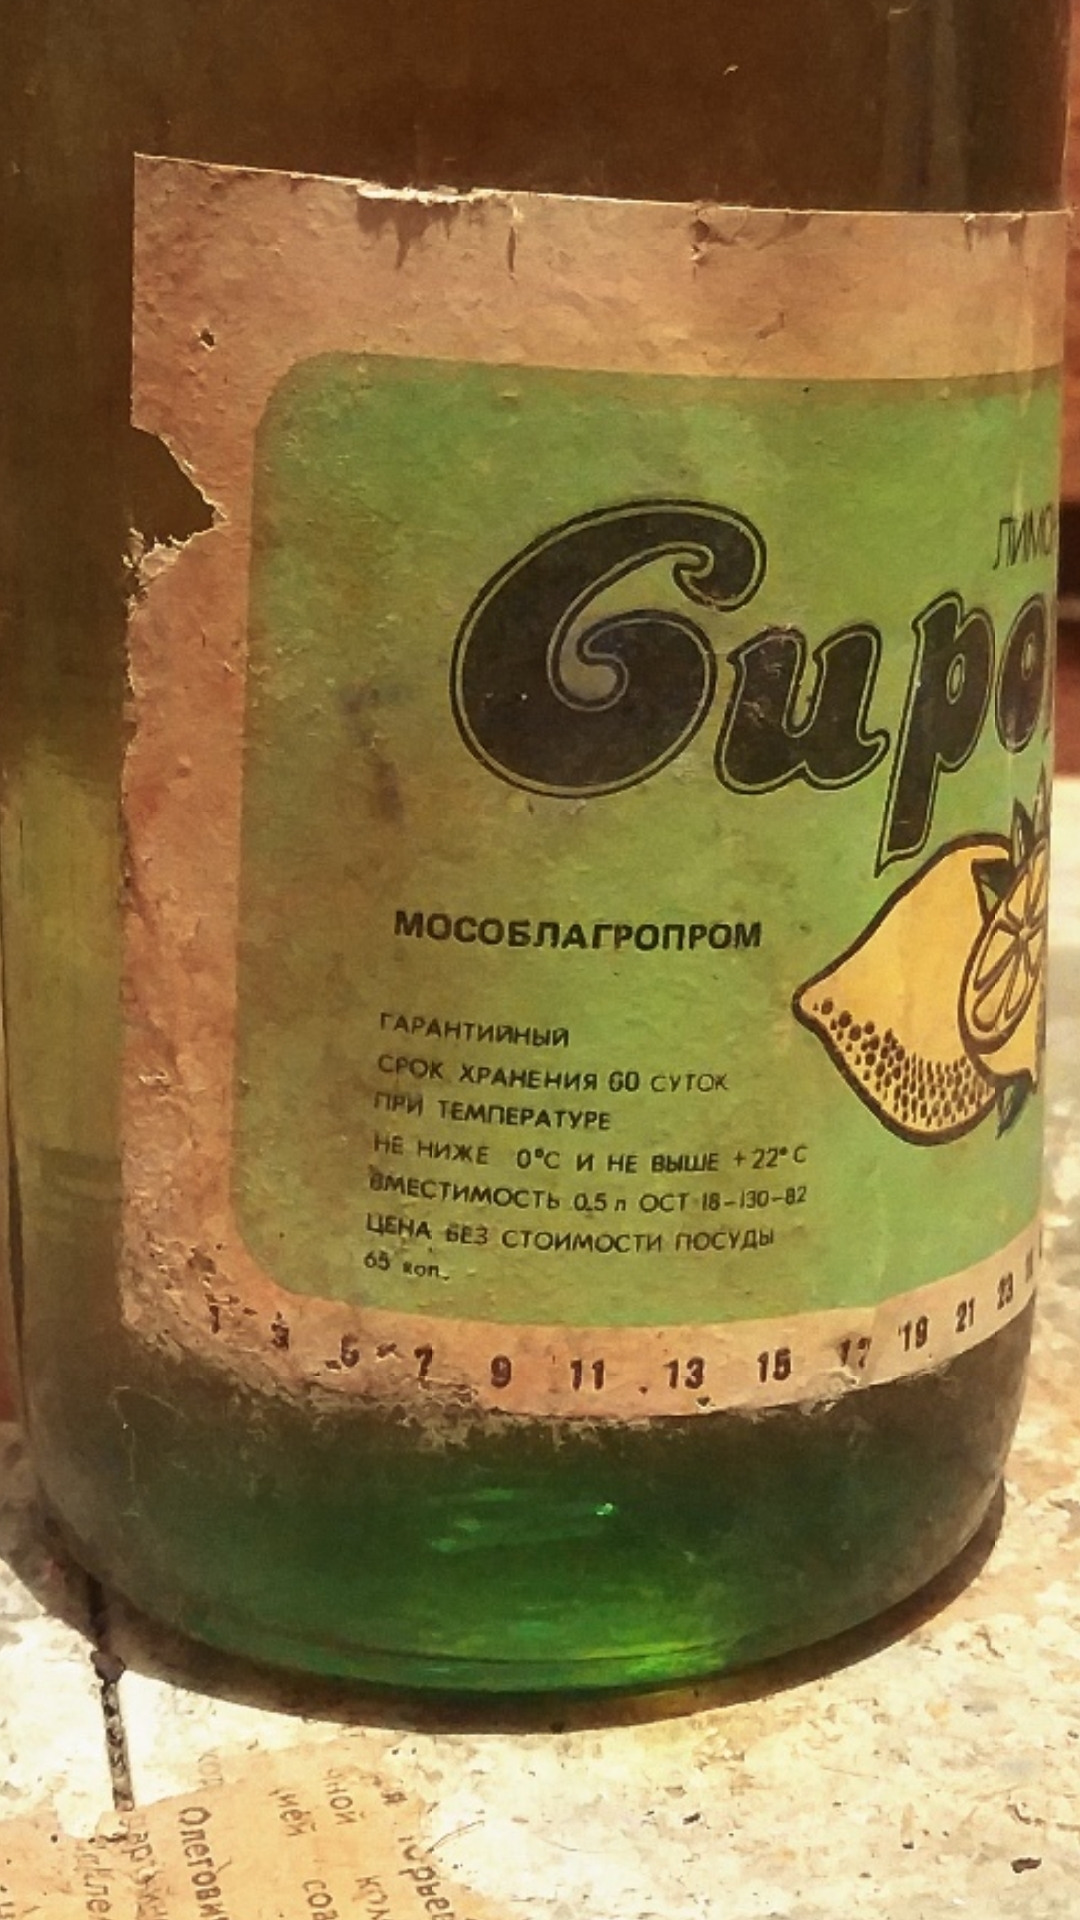 ЛИМО
Сиро
МОСОБЛАГРОПРОМ
ГАРАНТИЙНЫЙ
СРОК ХРАНЕНИЯ 60 СУТОК
ПРИ ТЕМПЕРАТУРЕ
НЕ НИЖЕ 0°С И НЕ ВЫШЕ +22°С
ВМЕСТИМОСТЬ 0,5 л ОСТ 18-130-82
ЦЕНА БЕЗ СТОИМОСТИ ПОСУДЫ
65 коп.
1 3 5 7 9 11 13 15 17 19 21 23
Олегови
ной